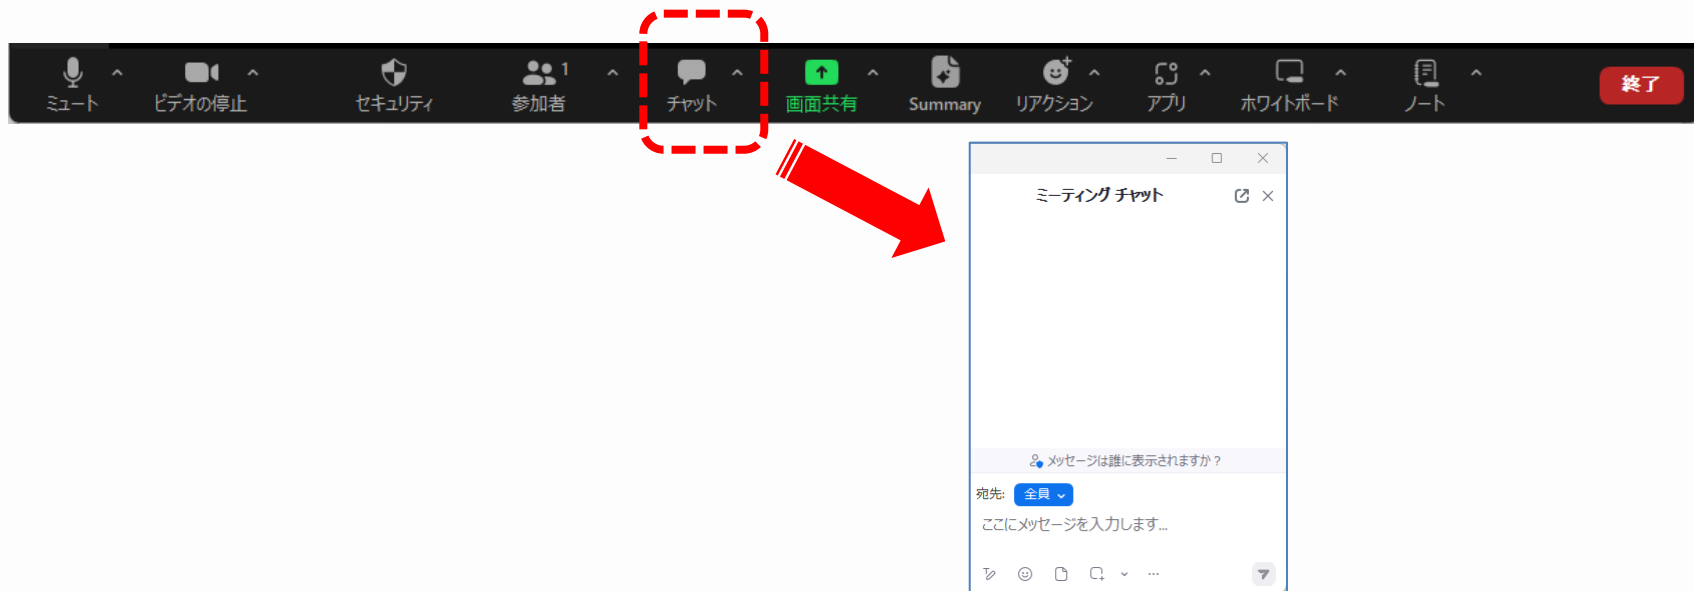 ミュート ビデオの停止 セキュリティ 参加者 1 チャット 画面共有 Summary リアクション アプリ ホワイトボード ノート 終了
ミーティング チャット
メッセージは誰に表示されますか？
宛先: 全員
ここにメッセージを入力します...